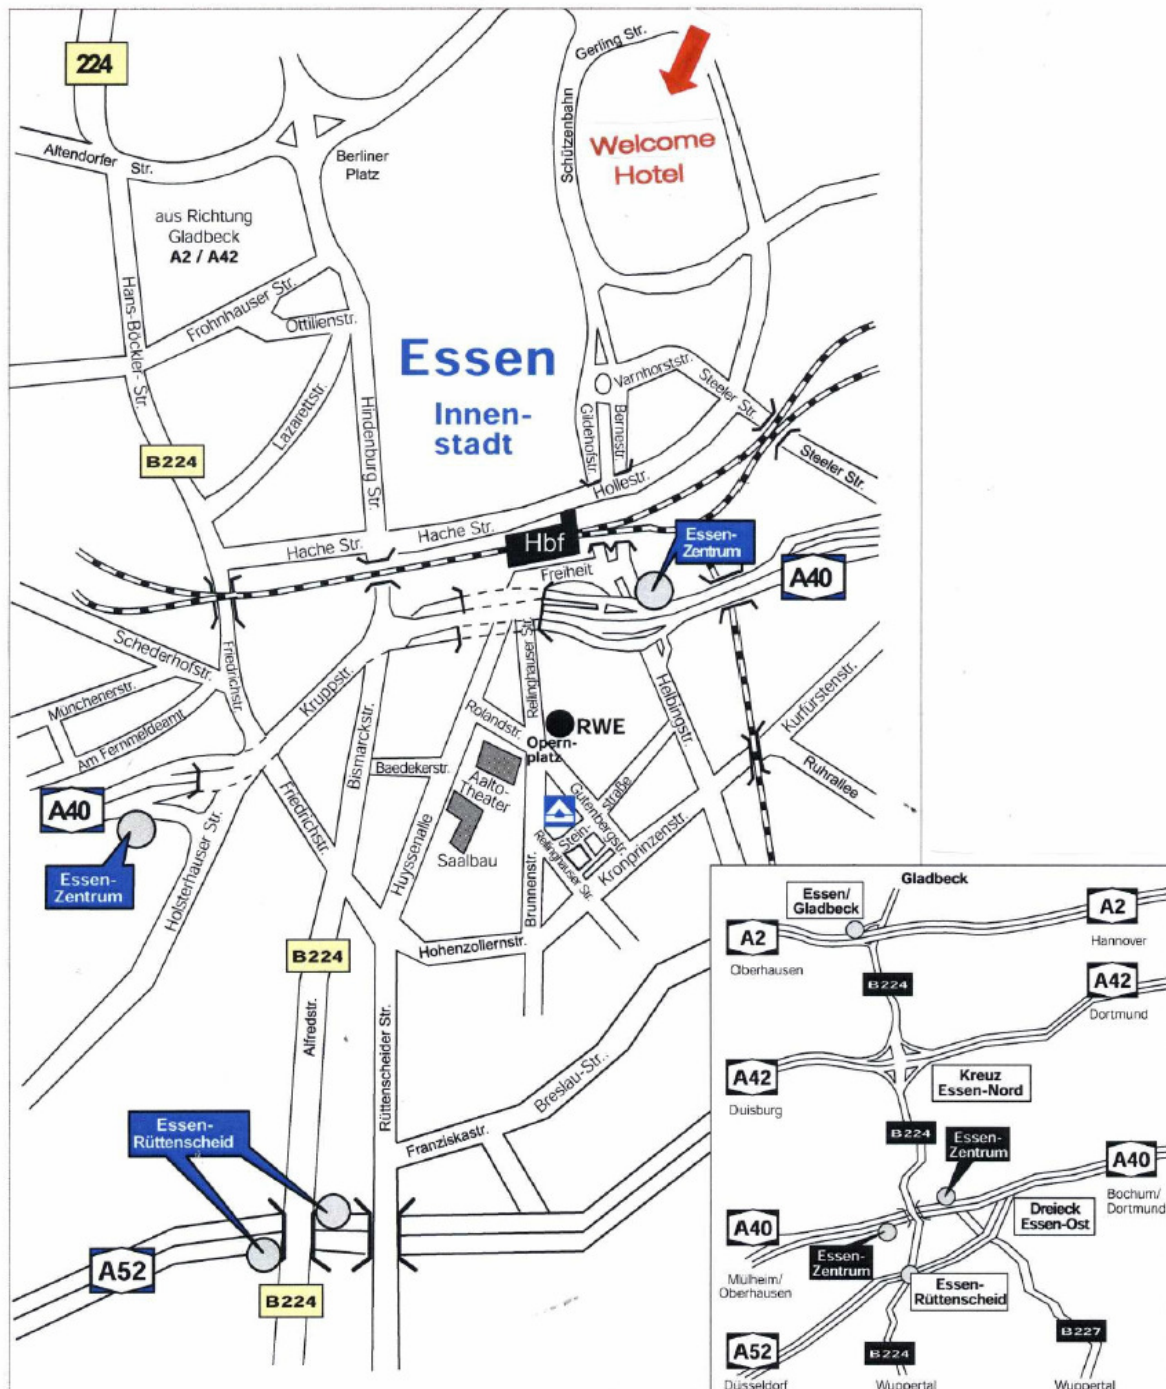 Gerling Str.
224
Schützenbahn
Welcome
Hotel
Altendorfer Str.
Berliner
Platz
aus Richtung
Gladbeck
A2 / A42
Hans-Böckler-Str.
Frohnhauser Str.
Ottilienstr.
Essen
Innen-
stadt
Varnhorststr.
Steeler Str.
Lazarettstr.
Hindenburg Str.
Gildehofstr.
Bernestr.
B224
Steeler Str.
Hollestr.
Hache Str.
Hache Str.
Hbf
Essen-
Zentrum
Freiheit
A40
Schederhofstr.
Friedrichstr.
Rellinghauser Str.
Münchenerstr.
Am Fernmeldeamt
Kruppstr.
Bismarckstr.
Rolandstr.
Helbingstr.
Kurfürstenstr.
RWE
Opern-
platz
Baedekerstr.
Aalto-
Theater
Ruhrallee
A40
Friedrichstr.
Huyssenalle
Saalbau
Gutenbergstr.
Stein-
straße
Rellinghauser Str.
Kronprinzenstr.
Essen-
Zentrum
Holsterhauser Str.
Brunnenstr.
Hohenzollernstr.
B224
Alfredstr.
Rüttenscheider Str.
Breslau-Str..
Franziskastr.
Essen-
Rüttenscheid
A52
B224
Gladbeck
Essen/
Gladbeck
A2
A2
Oberhausen
Hannover
B224
A42
Dortmund
A42
Duisburg
Kreuz
Essen-Nord
B224
Essen-
Zentrum
A40
Bochum/
Dortmund
A40
Dreieck
Essen-Ost
Essen-
Zentrum
Mülheim/
Oberhausen
Essen-
Rüttenscheid
B227
A52
B224
Düsseldorf
Wuppertal
Wuppertal